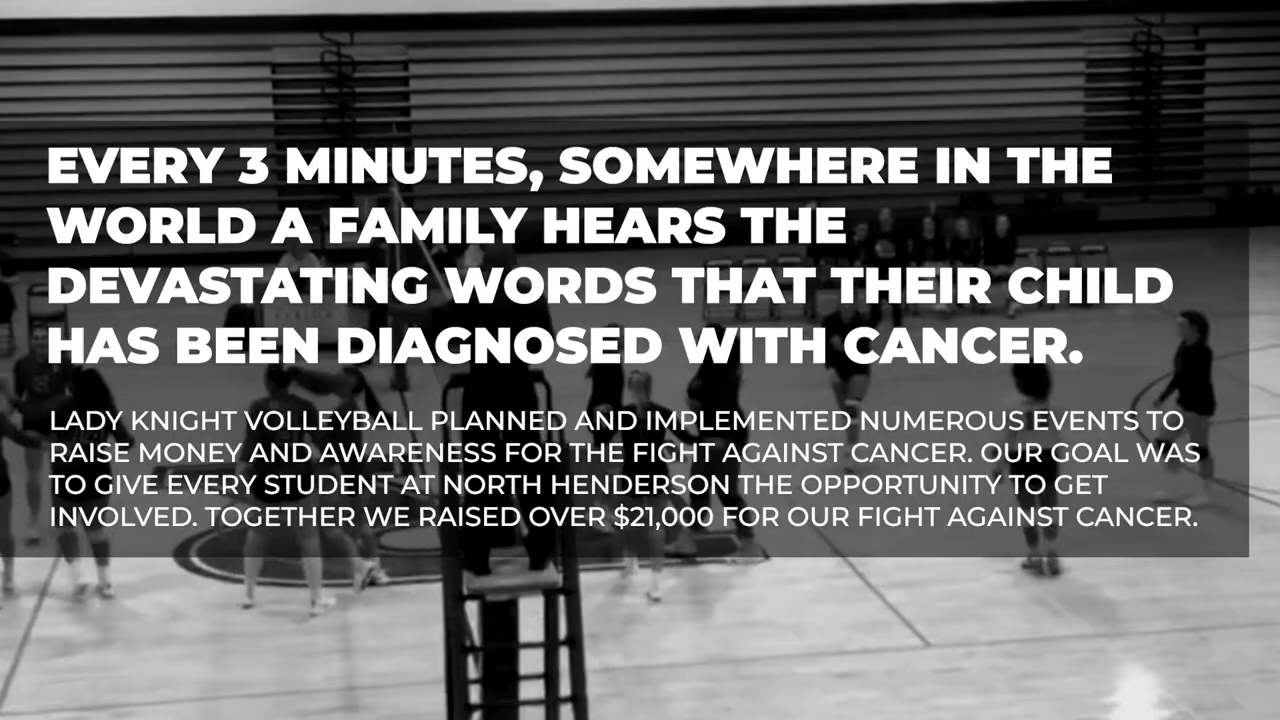 EVERY 3 MINUTES, SOMEWHERE IN THE
WORLD A FAMILY HEARS THE
DEVASTATING WORDS THAT THEIR CHILD
HAS BEEN DIAGNOSED WITH CANCER.
LADY KNIGHT VOLLEYBALL PLANNED AND IMPLEMENTED NUMEROUS EVENTS TO
RAISE MONEY AND AWARENESS FOR THE FIGHT AGAINST CANCER. OUR GOAL WAS
TO GIVE EVERY STUDENT AT NORTH HENDERSON THE OPPORTUNITY TO GET
INVOLVED. TOGETHER WE RAISED OVER $21,000 FOR OUR FIGHT AGAINST CANCER.